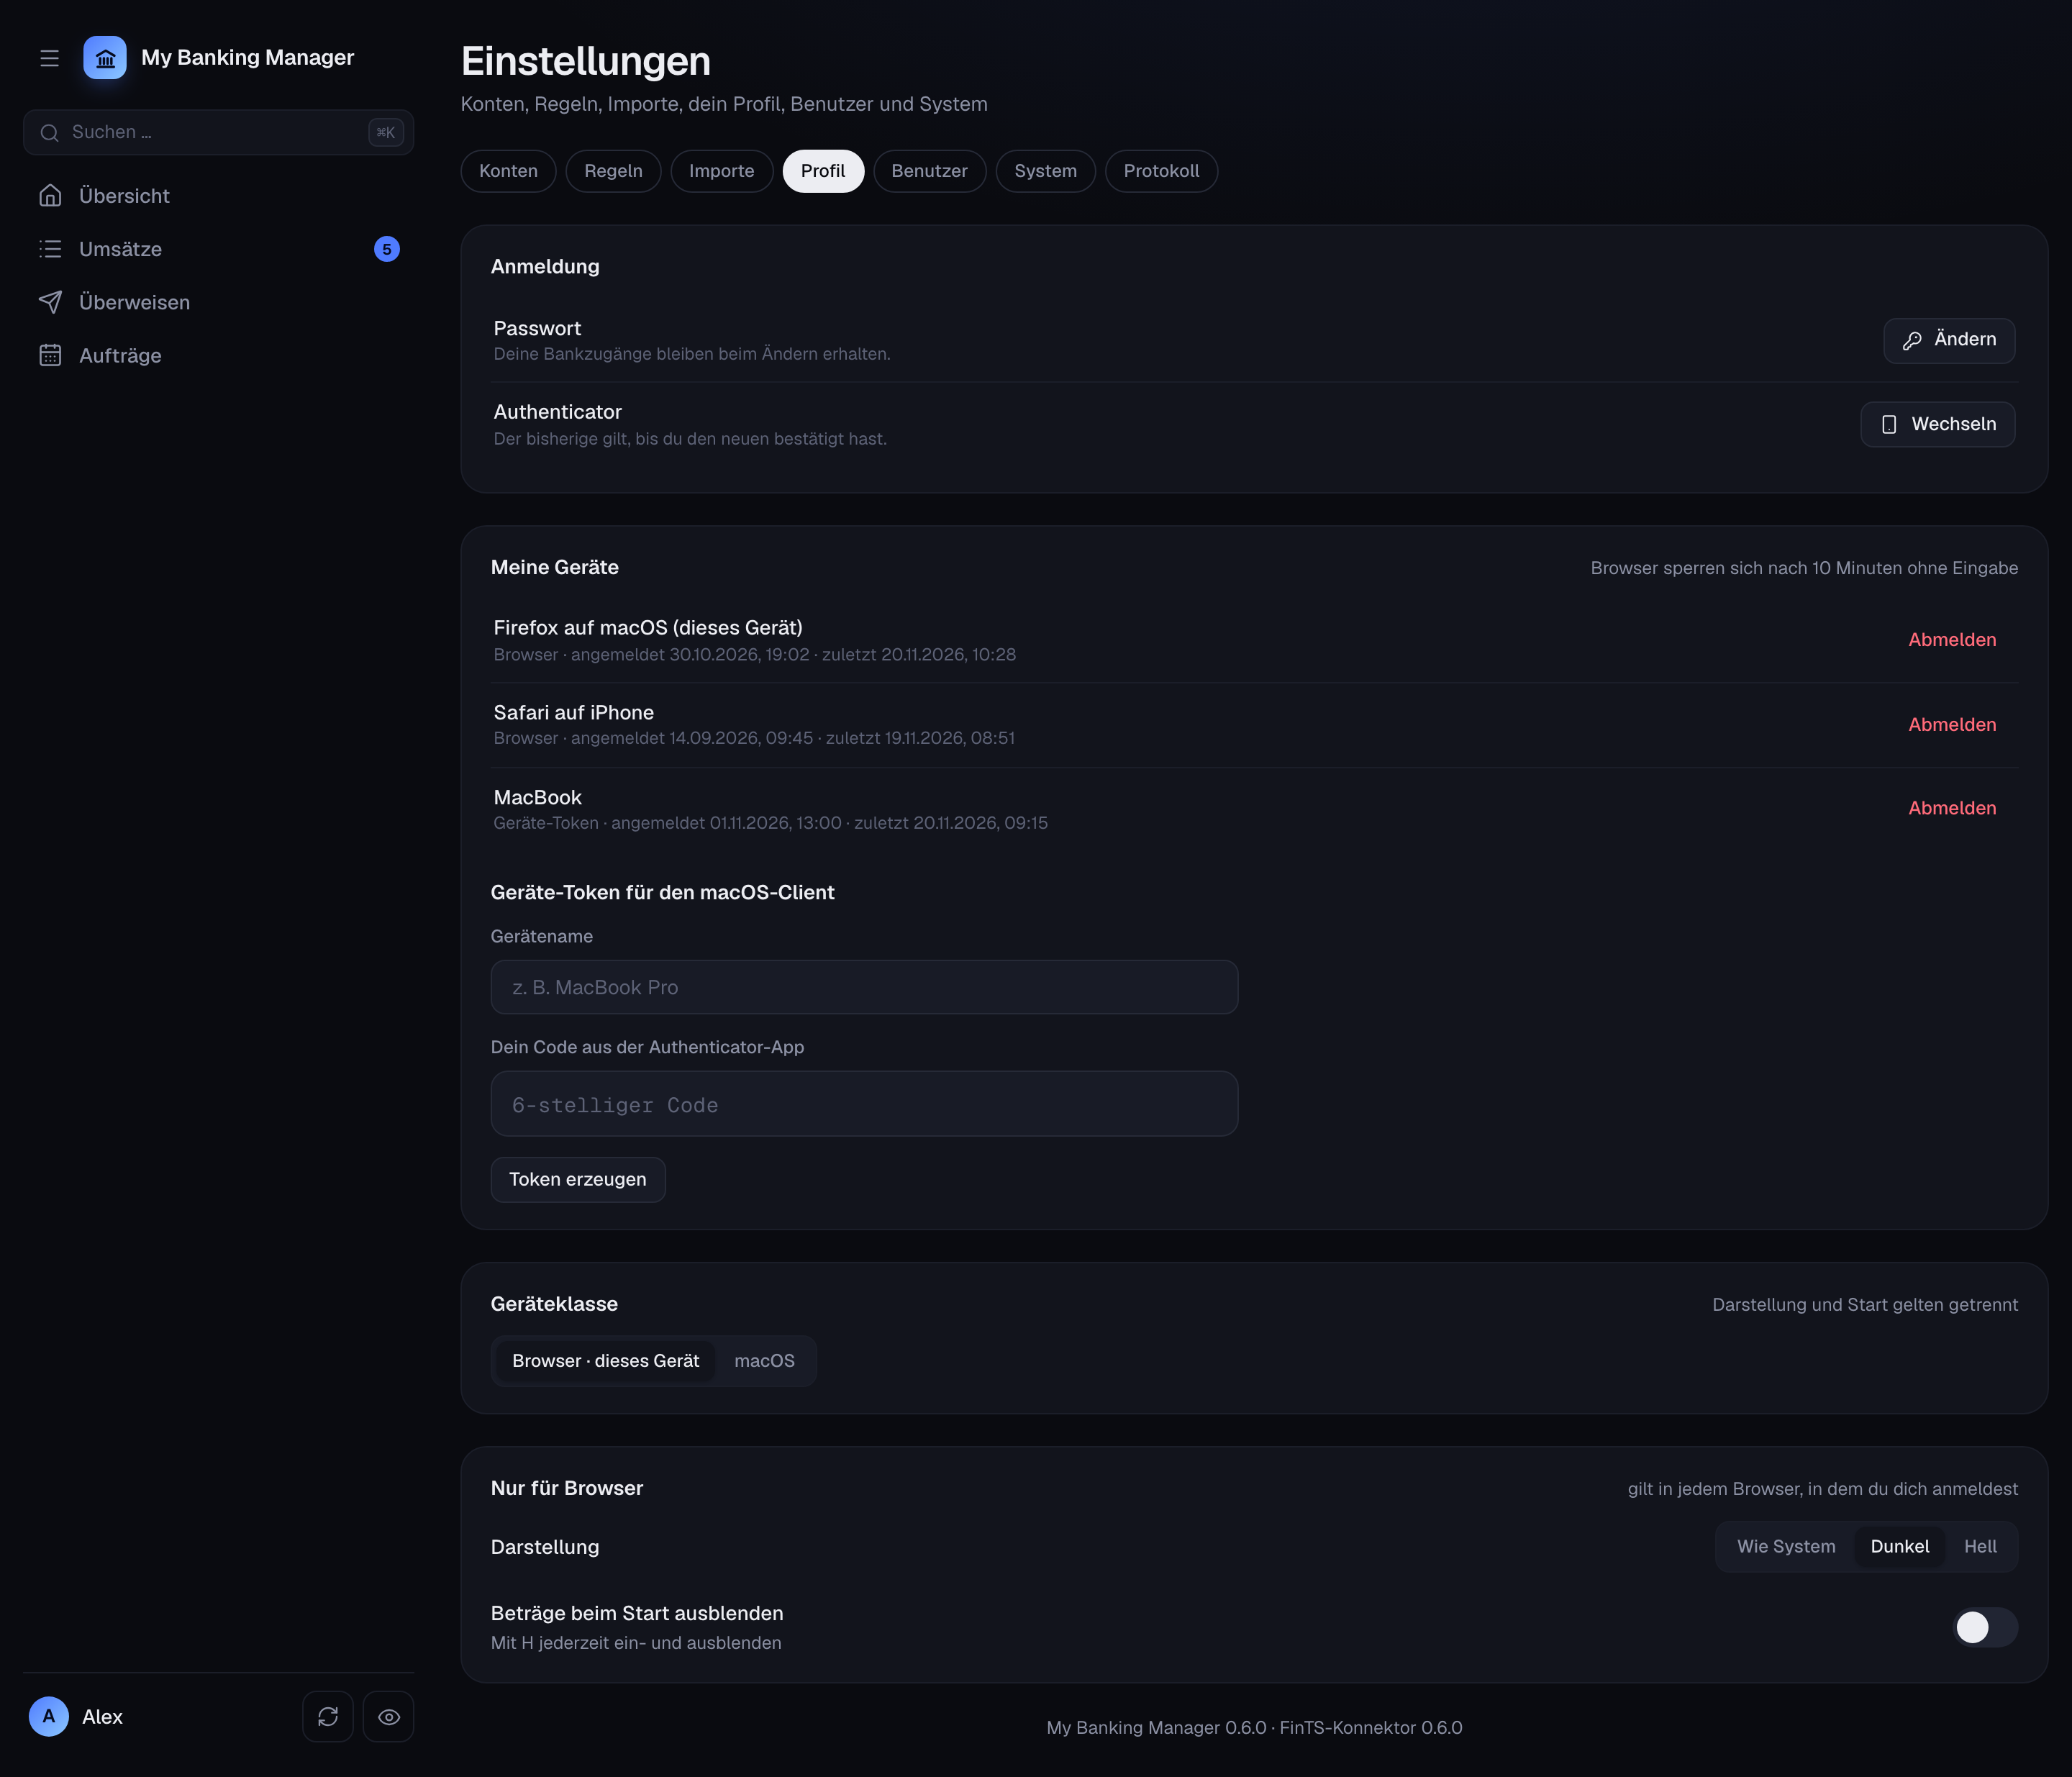 My Banking Manager
Suchen ...
⌘K
Übersicht
Umsätze
5
Überweisen
Aufträge
A
Alex
Einstellungen
Konten, Regeln, Importe, dein Profil, Benutzer und System
Konten
Regeln
Importe
Profil
Benutzer
System
Protokoll
Anmeldung
Passwort
Deine Bankzugänge bleiben beim Ändern erhalten.
Ändern
Authenticator
Der bisherige gilt, bis du den neuen bestätigt hast.
Wechseln
Meine Geräte
Browser sperren sich nach 10 Minuten ohne Eingabe
Firefox auf macOS (dieses Gerät)
Browser · angemeldet 30.10.2026, 19:02 · zuletzt 20.11.2026, 10:28
Abmelden
Safari auf iPhone
Browser · angemeldet 14.09.2026, 09:45 · zuletzt 19.11.2026, 08:51
Abmelden
MacBook
Geräte-Token · angemeldet 01.11.2026, 13:00 · zuletzt 20.11.2026, 09:15
Abmelden
Geräte-Token für den macOS-Client
Gerätename
z. B. MacBook Pro
Dein Code aus der Authenticator-App
6-stelliger Code
Token erzeugen
Geräteklasse
Darstellung und Start gelten getrennt
Browser · dieses Gerät
macOS
Nur für Browser
gilt in jedem Browser, in dem du dich anmeldest
Darstellung
Wie System
Dunkel
Hell
Beträge beim Start ausblenden
Mit H jederzeit ein- und ausblenden
My Banking Manager 0.6.0 · FinTS-Konnektor 0.6.0